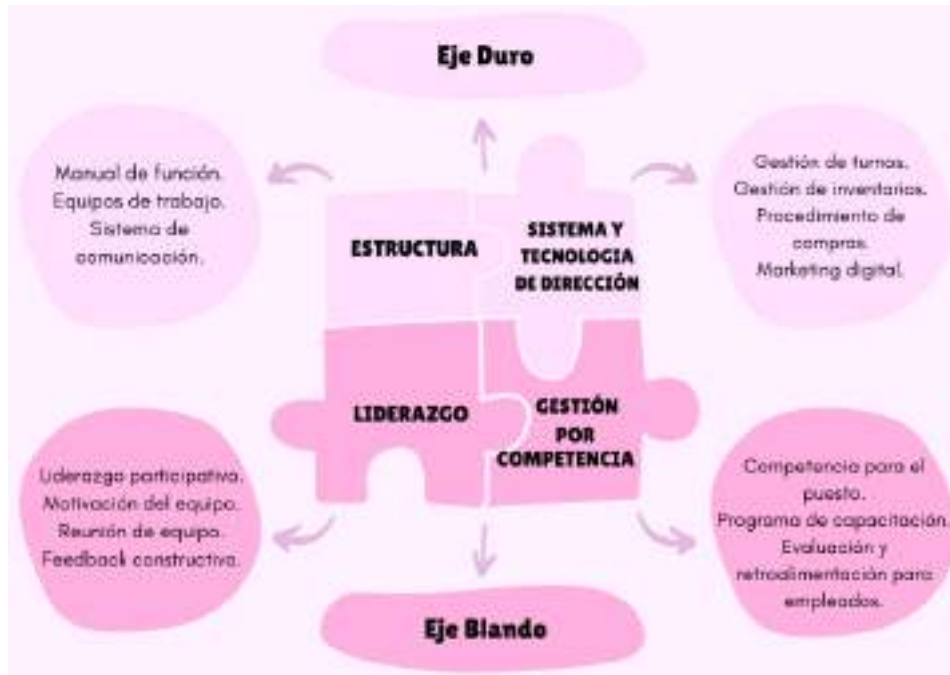 Eje Duro
Manual de función.
Equipos de trabajo.
Sistema de
comunicación.
ESTRUCTURA
SISTEMA Y
TECNOLOGIA
DE DIRECCIÓN
Gestión de turnos.
Gestión de inventarios.
Procedimiento de
compras.
Marketing digital.
LIDERAZGO
GESTIÓN
POR
COMPETENCIA
Liderazgo participativo.
Motivación del equipo.
Reunión de equipo.
Feedback constructivo.
Competencia para el
puesto.
Programa de capacitación.
Evaluación y
retroalimentación para
empleados.
Eje Blando